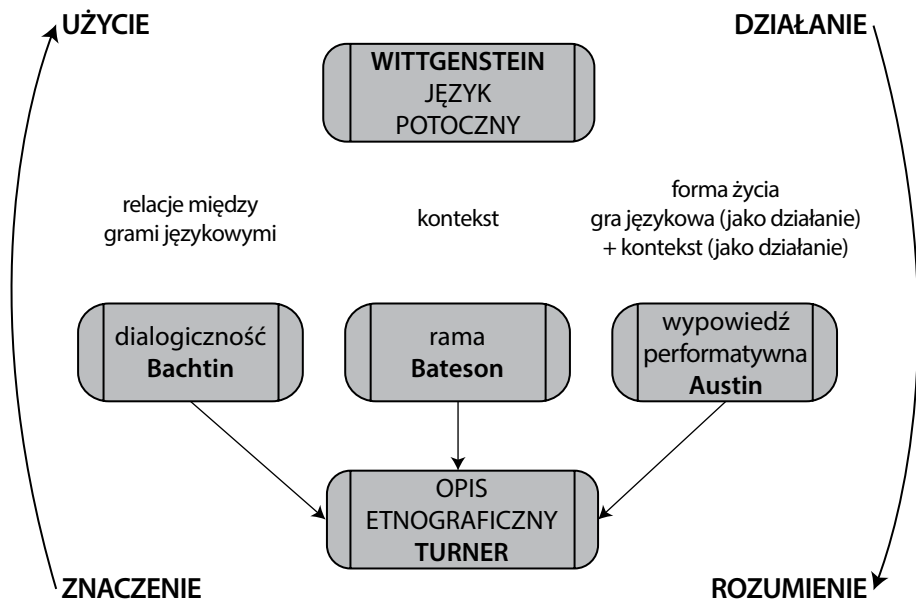 UŻYCIE
DZIAŁANIE
WITTGENSTEIN
JĘZYK
POTOCZNY
relacje między
grami językowymi
kontekst
forma życia
gra językowa (jako działanie)
+ kontekst (jako działanie)
dialogiczność
Bachtin
rama
Bateson
wypowiedź
performatywna
Austin
OPIS
ETNOGRAFICZNY
TURNER
ZNACZENIE
ROZUMIENIE